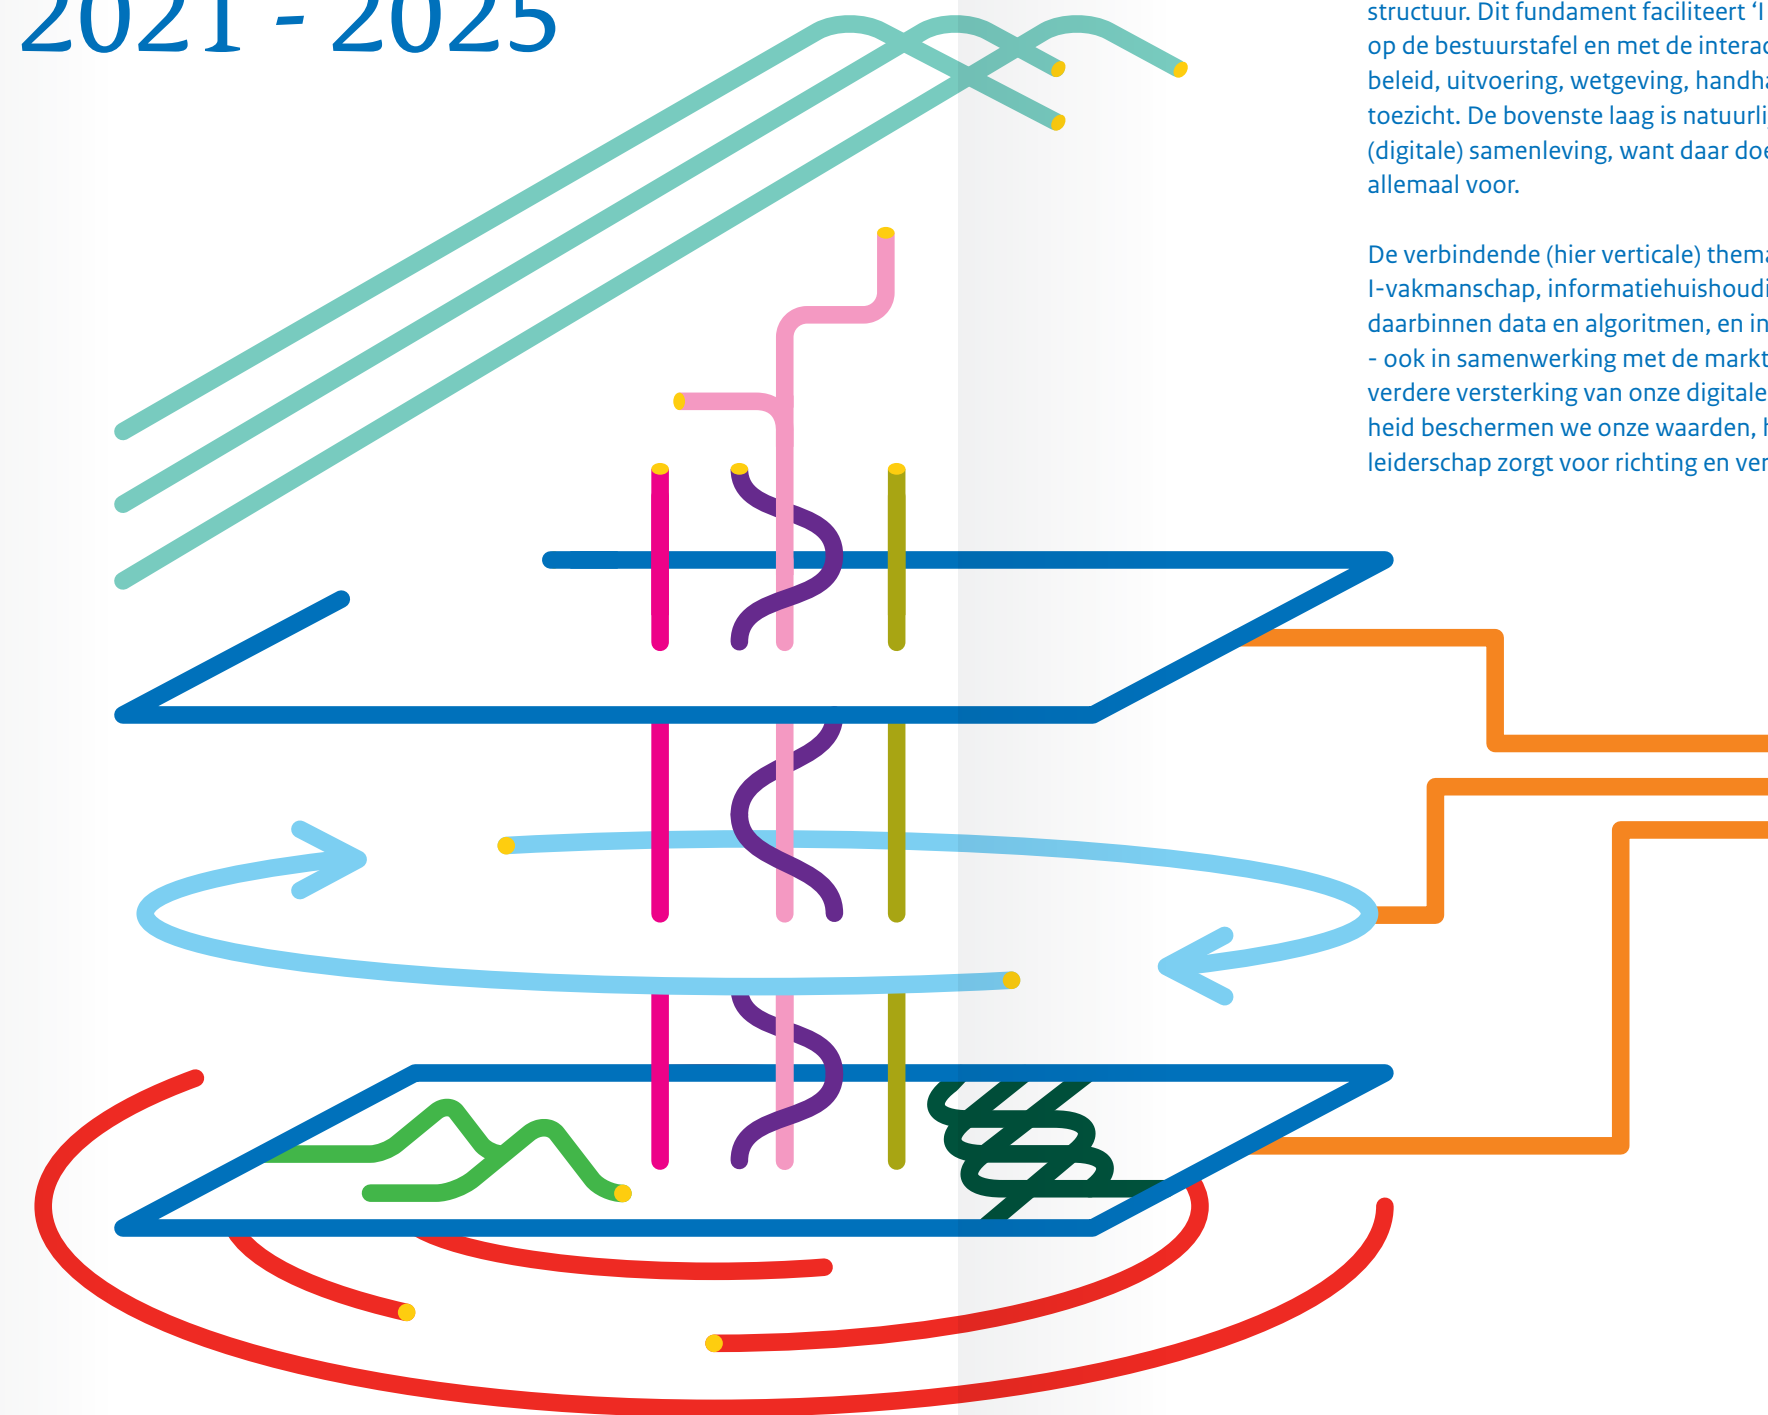 2021 - 2025
structuur. Dit fundament faciliteert ‘I
op de bestuurstafel en met de interac
beleid, uitvoering, wetgeving, handha
toezicht. De bovenste laag is natuurlij
(digitale) samenleving, want daar doe
allemaal voor.
De verbindende (hier verticale) thema
I-vakmanschap, informatiehuishoudi
daarbinnen data en algoritmen, en in
- ook in samenwerking met de markt
verdere versterking van onze digitale
heid beschermen we onze waarden, h
leiderschap zorgt voor richting en ver